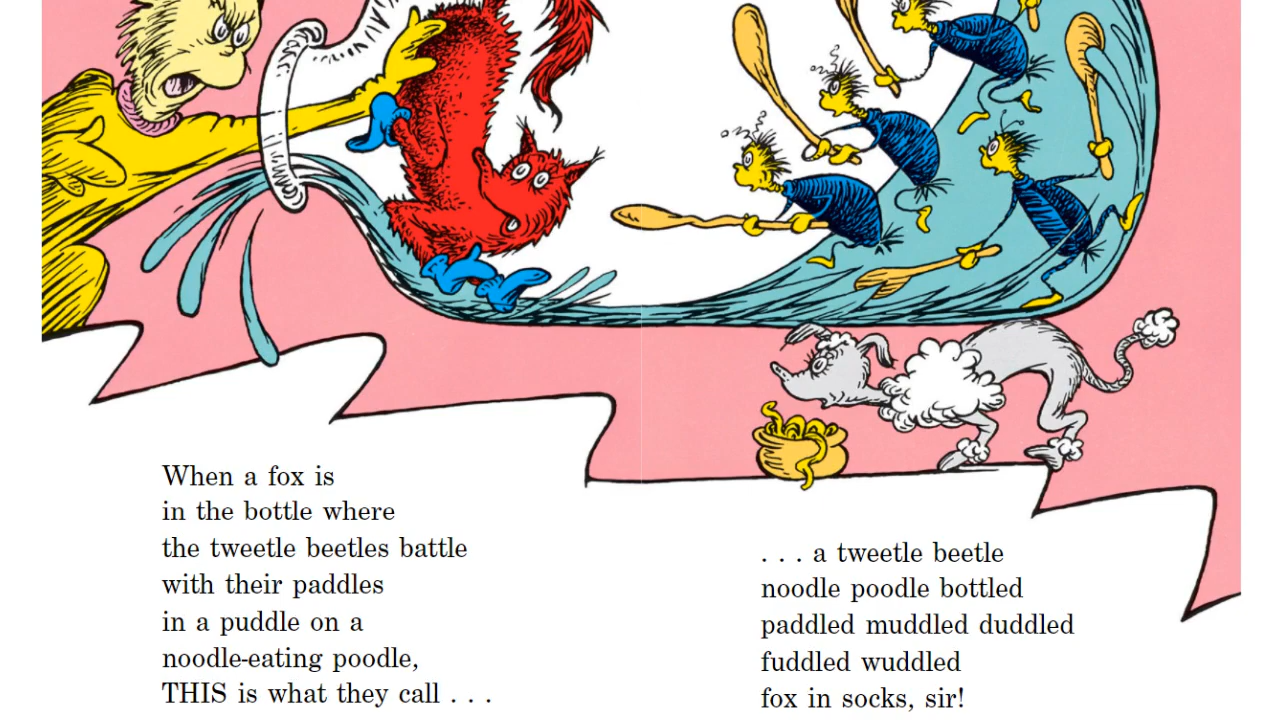 When a fox is
in the bottle where
the tweetle beetles battle
with their paddles
in a puddle on a
noodle-eating poodle,
THIS is what they call . . .
. . . a tweetle beetle
noodle poodle bottled
paddled muddled duddled
fuddled wuddled
fox in socks, sir!